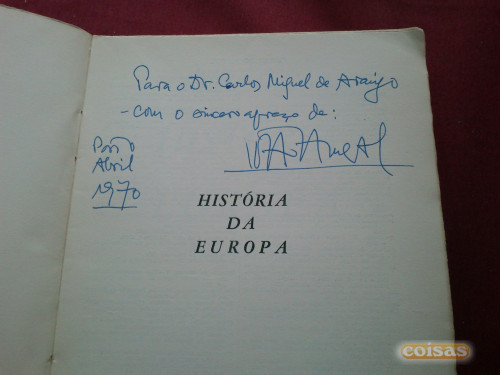 Para o Dr. Carlos Miguel de Araújo
- com o sincero apreço de:
Porto
Abril
1970
HISTÓRIA
DA
EUROPA
coisas